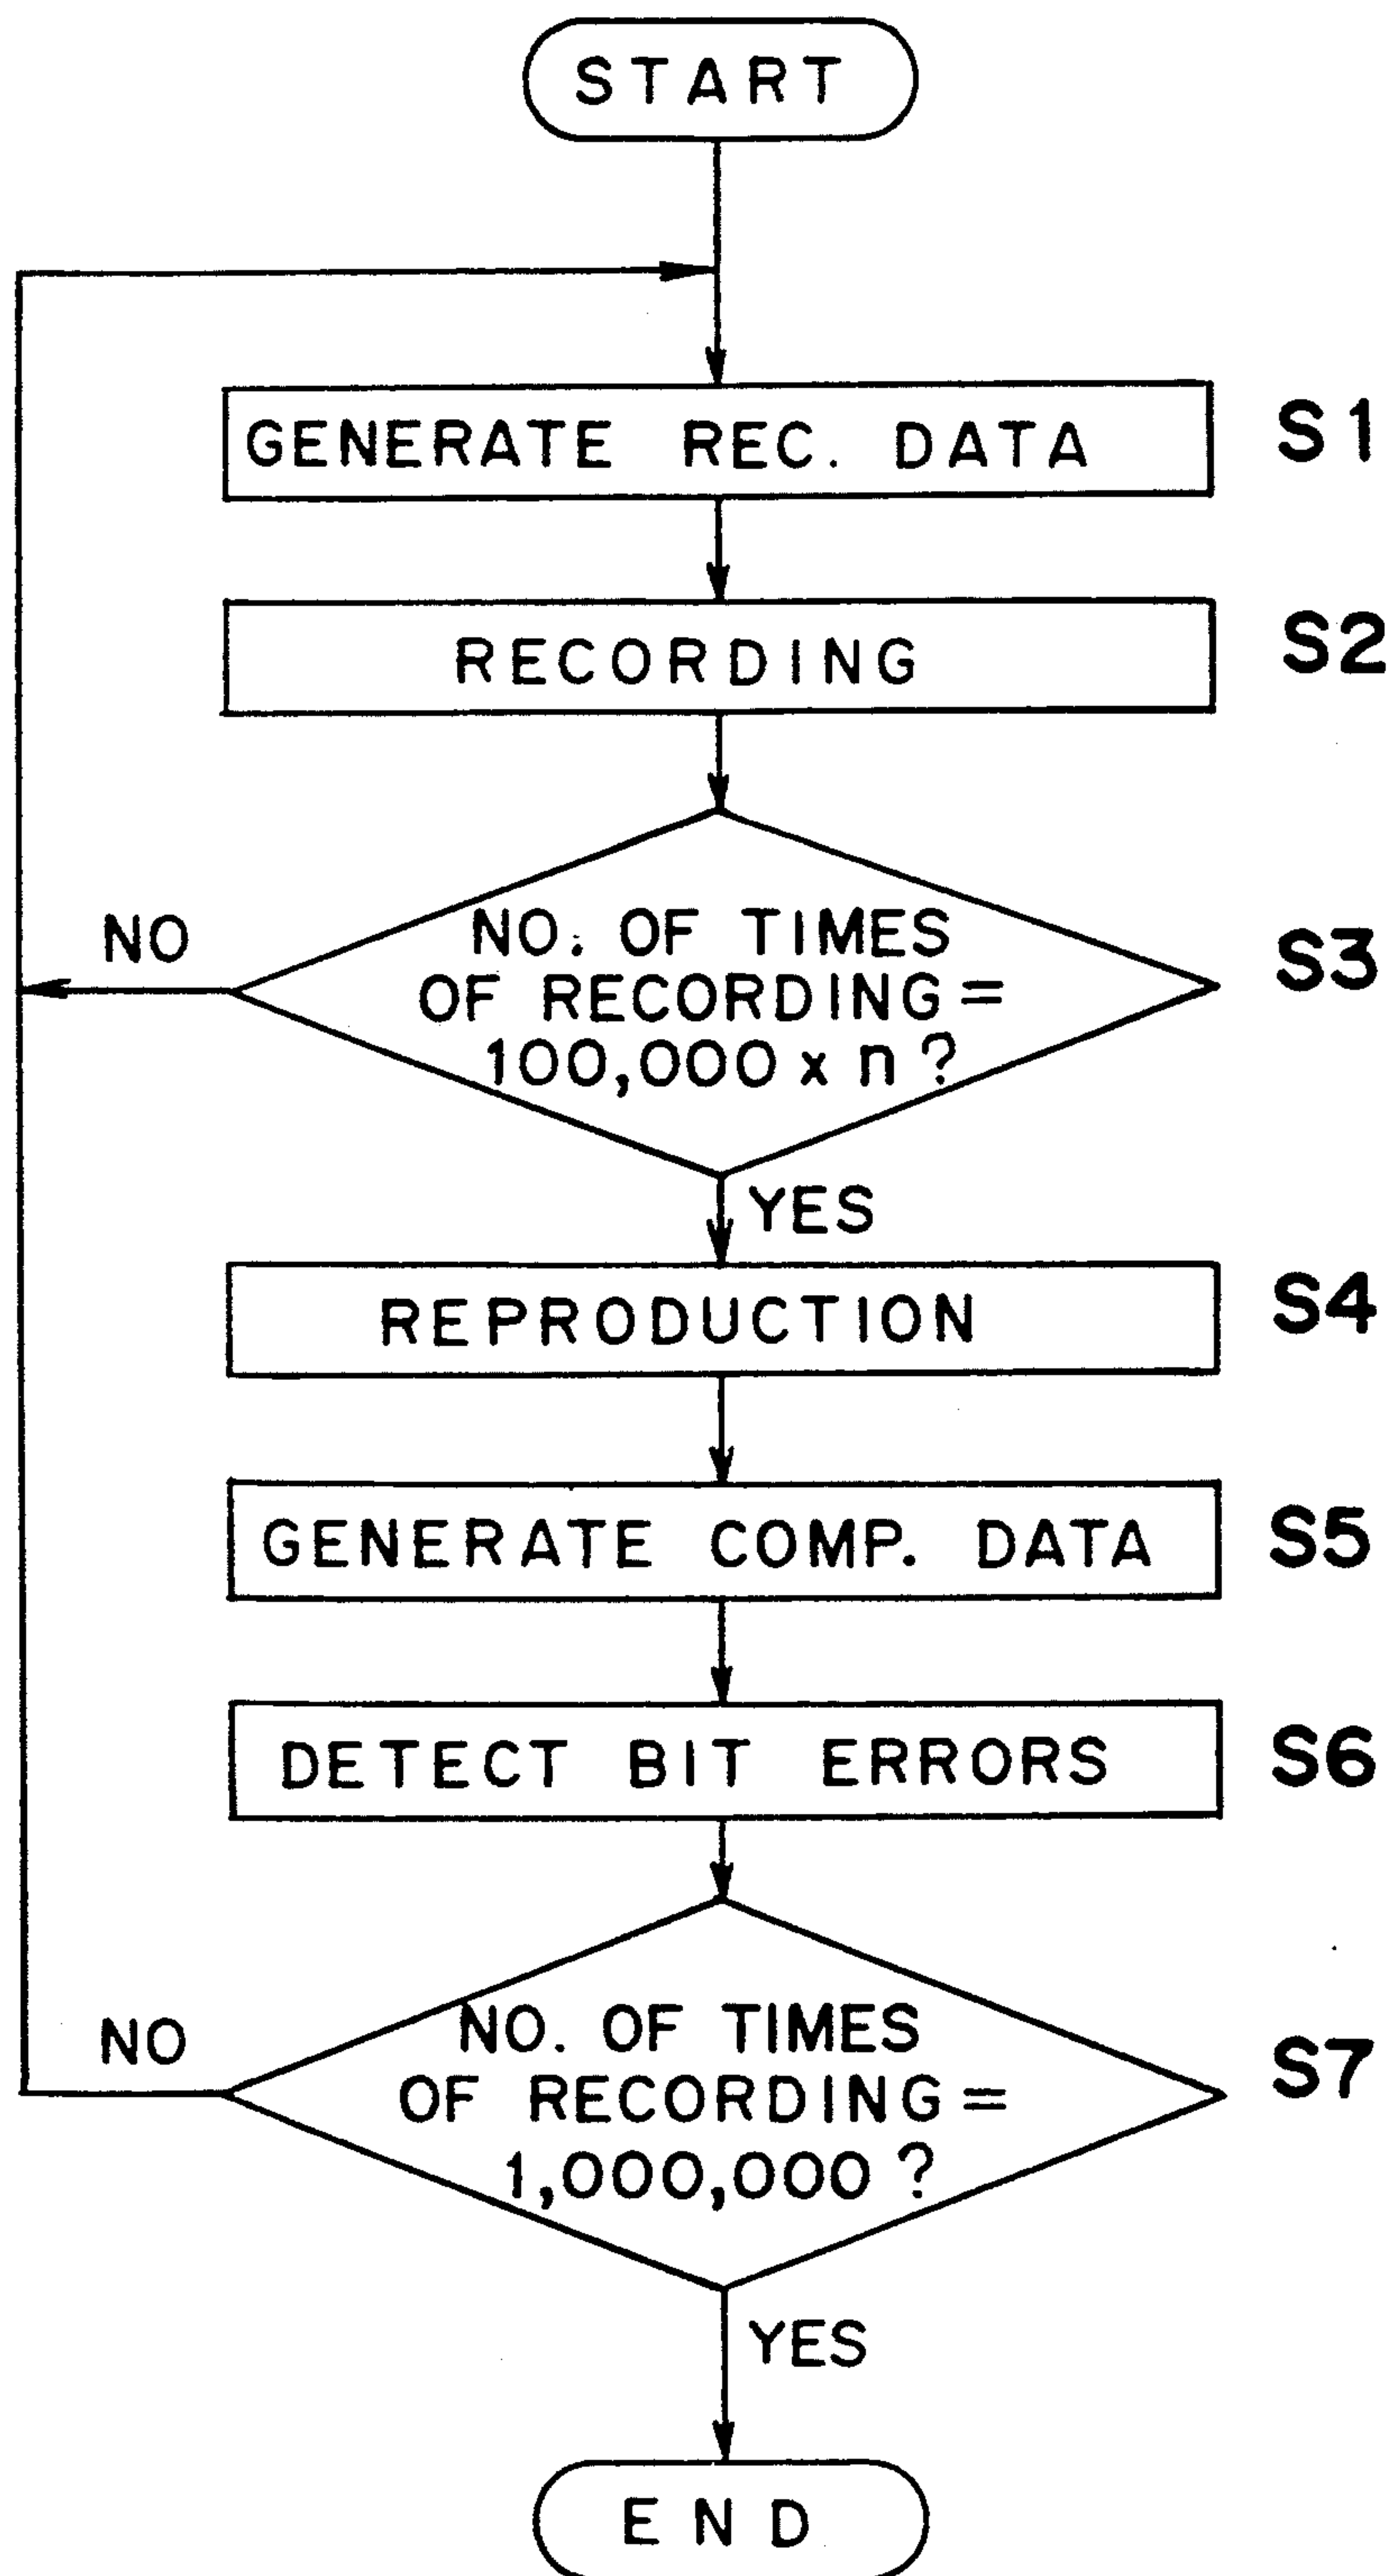 START
GENERATE REC. DATA
S1
RECORDING
S2
NO
NO. OF TIMES
OF RECORDING =
100,000 x n ?
S3
YES
REPRODUCTION
S4
GENERATE COMP. DATA
S5
DETECT BIT ERRORS
S6
NO
NO. OF TIMES
OF RECORDING =
1,000,000 ?
S7
YES
END